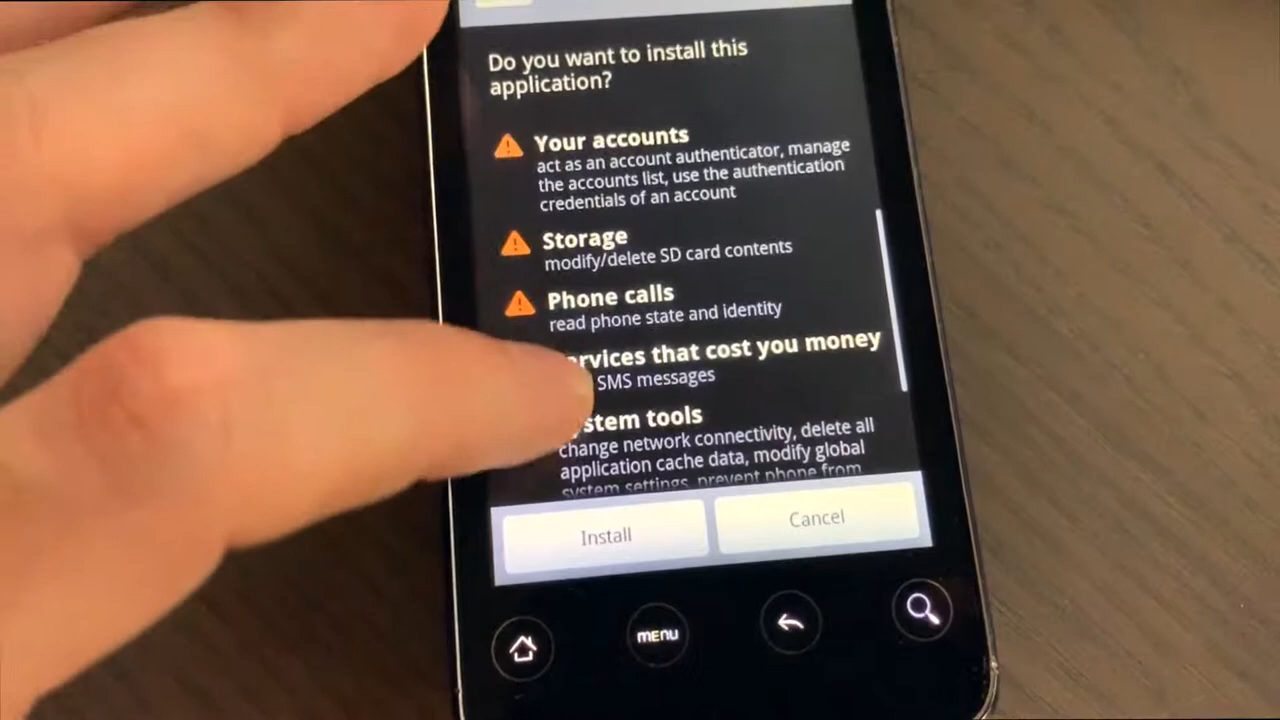 Do you want to install this
application?
Your accounts
act as an account authenticator, manage
the accounts list, use the authentication
credentials of an account
Storage
modify/delete SD card contents
Phone calls
read phone state and identity
ervices that cost you money
SMS messages
stem tools
change network connectivity, delete all
application cache data, modify global
system settings, prevent phone from
Install
Cancel
MENU